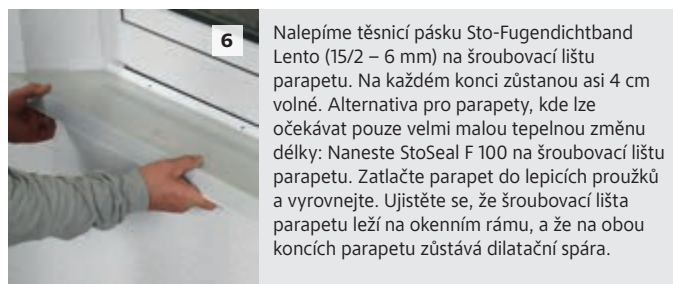 6
Nalepíme těsnicí pásku Sto-Fugendichtband
Lento (15/2 – 6 mm) na šroubovací lištu
parapetu. Na každém konci zůstanou asi 4 cm
volné. Alternativa pro parapety, kde lze
očekávat pouze velmi malou tepelnou změnu
délky: Naneste StoSeal F 100 na šroubovací lištu
parapetu. Zatlačte parapet do lepicích proužků
a vyrovnejte. Ujistěte se, že šroubovací lišta
parapetu leží na okenním rámu, a že na obou
koncích parapetu zůstává dilatační spára.